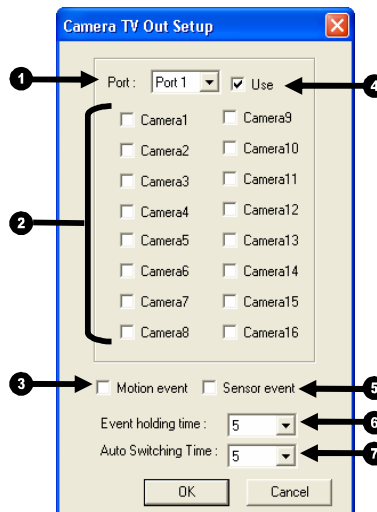 Camera TV Out Setup
1 Port : Port 1 Use 4
Camera1 Camera9
Camera2 Camera10
Camera3 Camera11
2 Camera4 Camera12
Camera5 Camera13
Camera6 Camera14
Camera7 Camera15
Camera8 Camera16
3 Motion event Sensor event 5
Event holding time : 5 6
Auto Switching Time : 5 7
OK Cancel